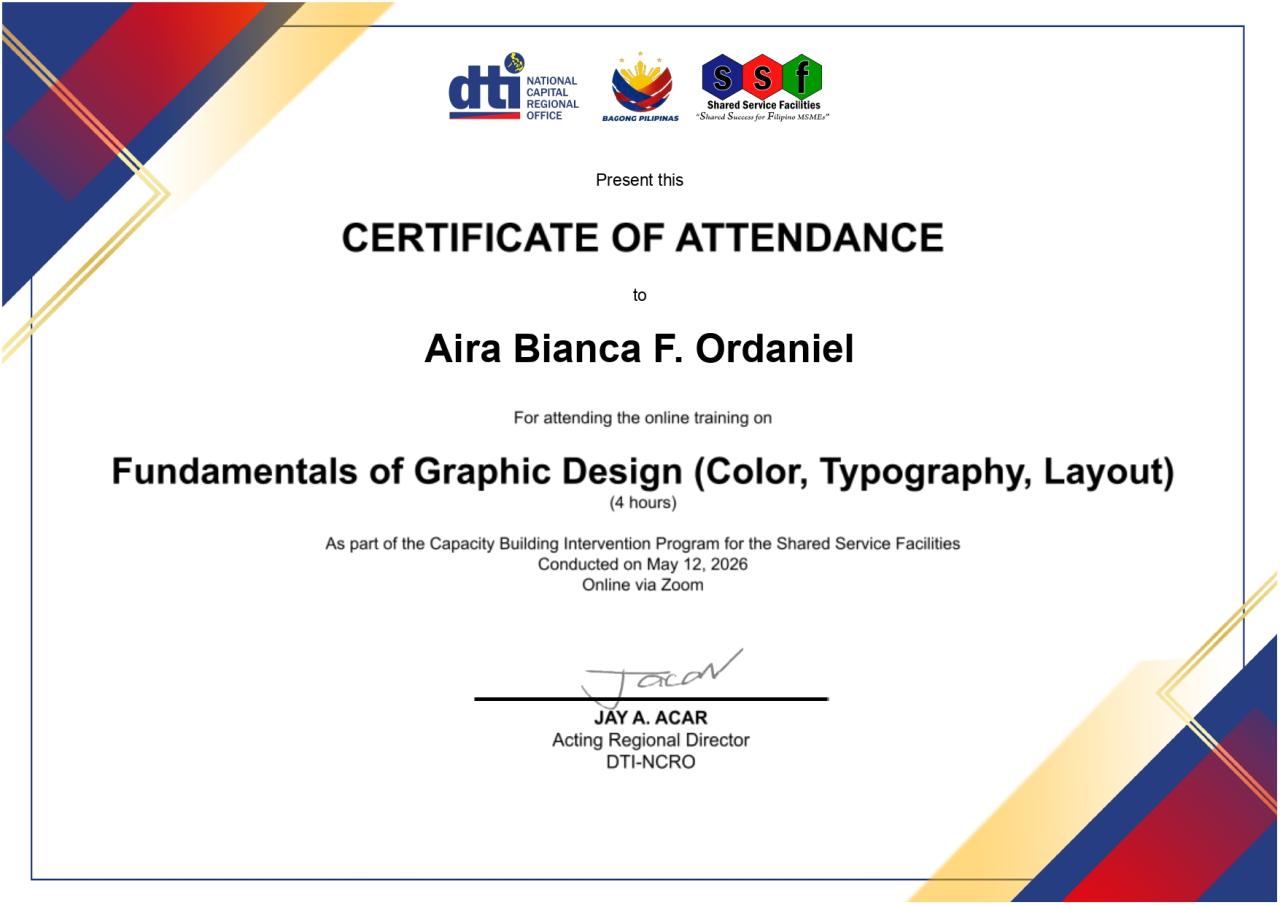 dti NATIONAL
CAPITAL
REGIONAL
OFFICE
BAGONG PILIPINAS
S S f
Shared Service Facilities
"Shared Success for Filipino MSMEs"
Present this
CERTIFICATE OF ATTENDANCE
to
Aira Bianca F. Ordaniel
For attending the online training on
Fundamentals of Graphic Design (Color, Typography, Layout)
(4 hours)
As part of the Capacity Building Intervention Program for the Shared Service Facilities
Conducted on May 12, 2026
Online via Zoom
Jacar
JAY A. ACAR
Acting Regional Director
DTI-NCRO